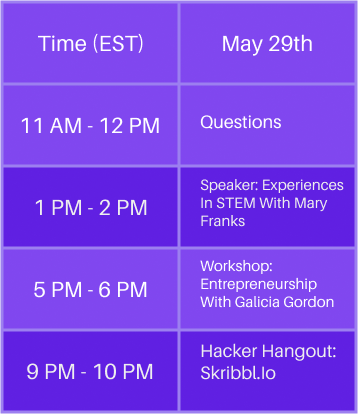 Time (EST)
May 29th
11 AM - 12 PM
Questions
1 PM - 2 PM
Speaker: Experiences
In STEM With Mary
Franks
5 PM - 6 PM
Workshop:
Entrepreneurship
With Galicia Gordon
9 PM - 10 PM
Hacker Hangout:
Skribbl.Io